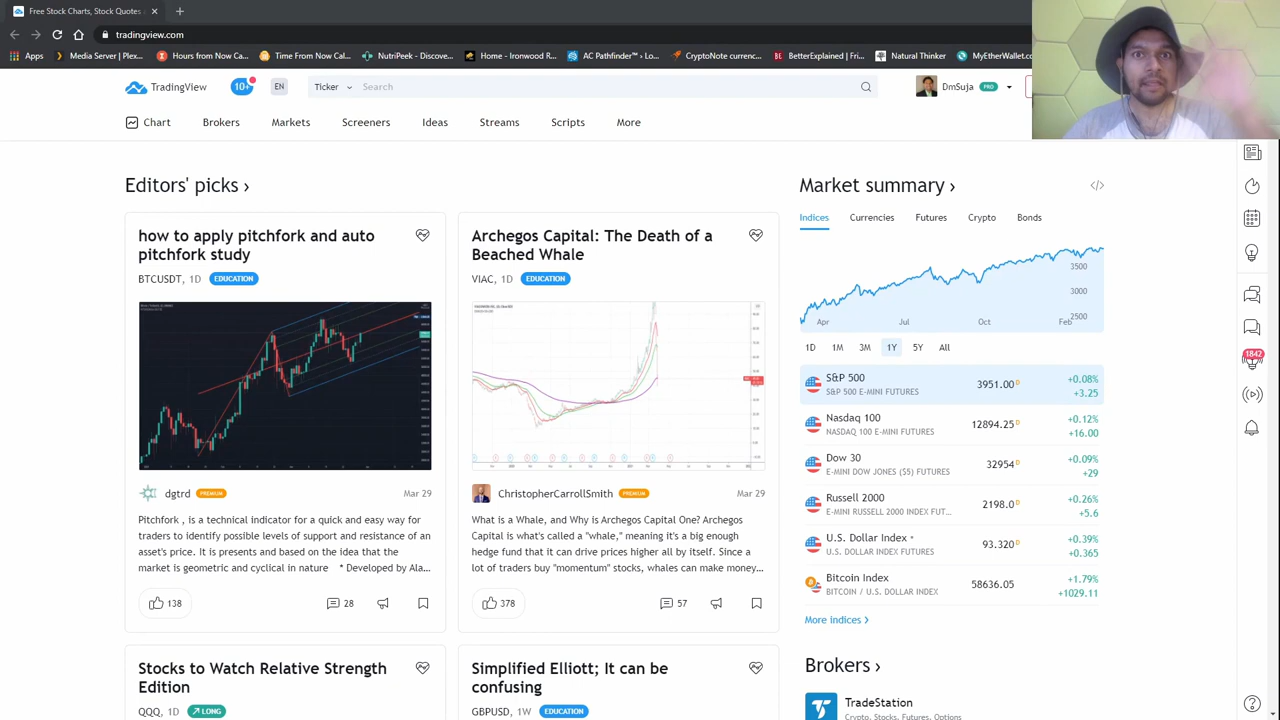 Free Stock Charts, Stock Quotes
tradingview.com
Apps
Media Server | Plex...
Hours from Now Ca...
Time From Now Cal...
NutriPeek - Discove...
Home - Ironwood R...
AC Pathfinder™ › Lo...
CryptoNote currenc...
BetterExplained | Fri...
Natural Thinker
MyEtherWallet.co
TradingView
10+
EN
Ticker
Search
DmSuja
PRO
Chart
Brokers
Markets
Screeners
Ideas
Streams
Scripts
More
Editors' picks ›
how to apply pitchfork and auto
pitchfork study
BTCUSDT, 1D
EDUCATION
dgtrd
PREMIUM
Mar 29
Pitchfork , is a technical indicator for a quick and easy way for
traders to identify possible levels of support and resistance of an
asset's price. It is presents and based on the idea that the
market is geometric and cyclical in nature * Developed by Ala...
138
28
Archegos Capital: The Death of a
Beached Whale
VIAC, 1D
EDUCATION
ChristopherCarrollSmith
PREMIUM
Mar 29
What is a Whale, and Why is Archegos Capital One? Archegos
Capital is what's called a "whale," meaning it's a big enough
hedge fund that it can drive prices higher all by itself. Since a
lot of traders buy "momentum" stocks, whales can make money...
378
57
Stocks to Watch Relative Strength
Edition
QQQ, 1D
LONG
Simplified Elliott; It can be
confusing
GBPUSD, 1W
EDUCATION
Market summary ›
Indices
Currencies
Futures
Crypto
Bonds
3500
3000
2500
Apr
Jul
Oct
Feb
1D
1M
3M
1Y
5Y
All
S&P 500
S&P 500 E-MINI FUTURES
3951.00 D
+0.08%
+3.25
Nasdaq 100
NASDAQ 100 E-MINI FUTURES
12894.25 D
+0.12%
+16.00
Dow 30
E-MINI DOW JONES ($5) FUTURES
32954 D
+0.09%
+29
Russell 2000
E-MINI RUSSELL 2000 INDEX FUT...
2198.0 D
+0.26%
+5.6
U.S. Dollar Index
U.S. DOLLAR INDEX FUTURES
93.320 D
+0.39%
+0.365
Bitcoin Index
BITCOIN / U.S. DOLLAR INDEX
58636.05
+1.79%
+1029.11
More indices ›
Brokers ›
TradeStation
Crypto, Stocks, Futures, Options
1842